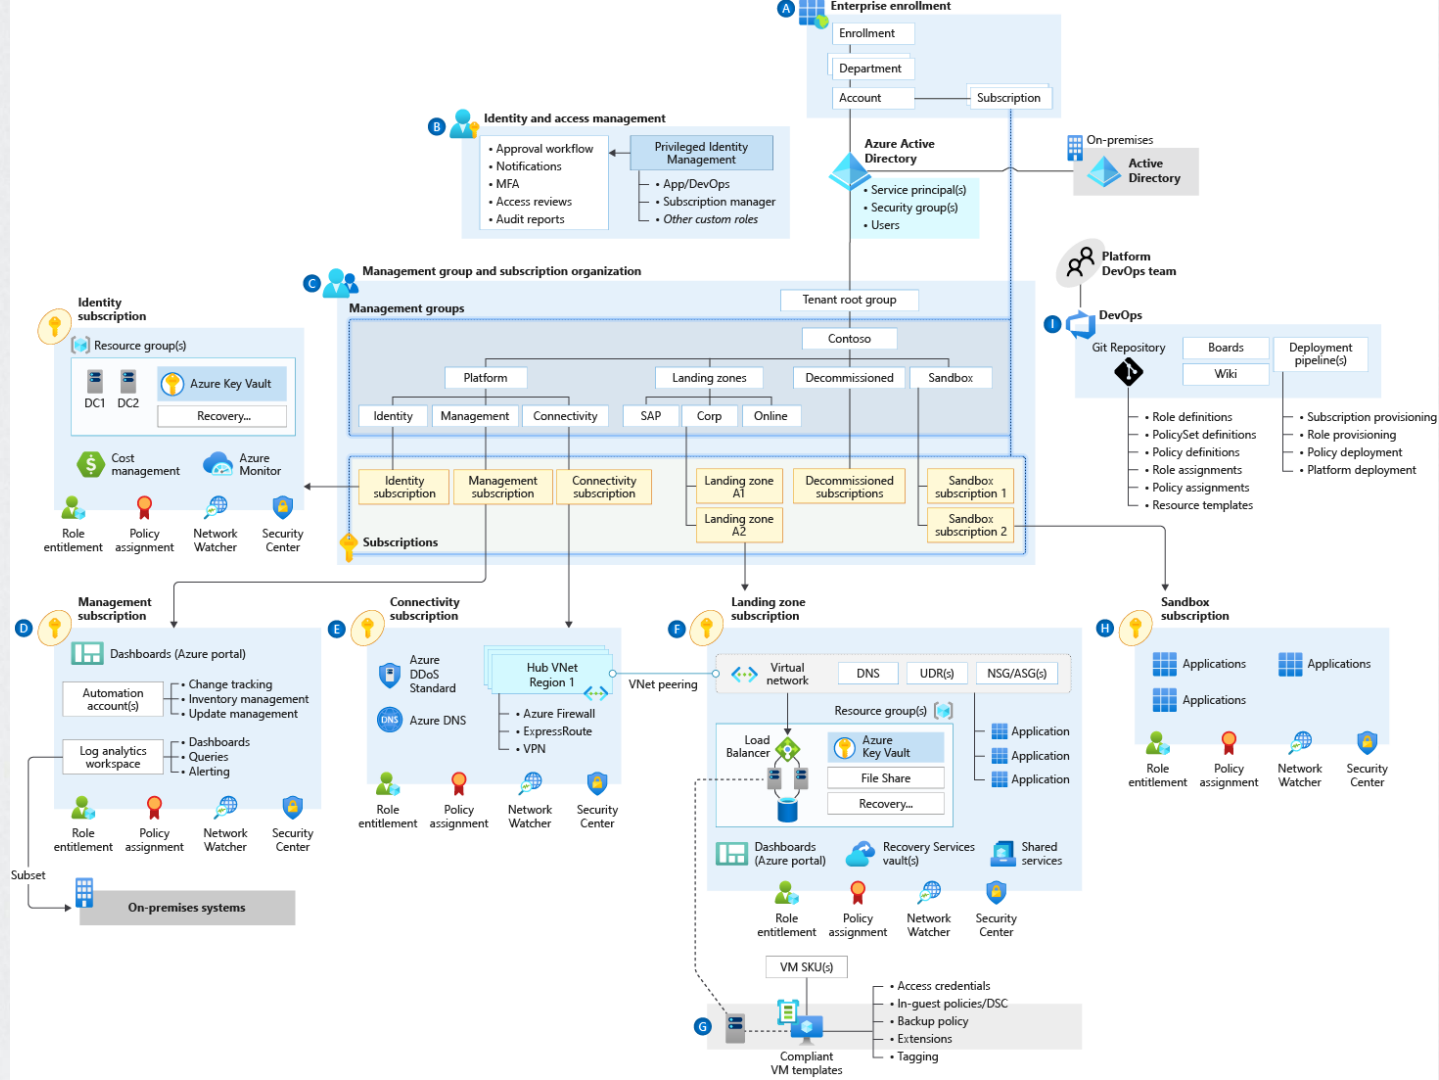 A
Enterprise enrollment
Enrollment
Department
Account
Subscription
B
Identity and access management
• Approval workflow
• Notifications
• MFA
• Access reviews
• Audit reports
Privileged Identity
Management
• App/DevOps
• Subscription manager
• Other custom roles
Azure Active
Directory
• Service principal(s)
• Security group(s)
• Users
On-premises
Active
Directory
Platform
DevOps team
I
DevOps
Git Repository
Boards
Wiki
Deployment
pipeline(s)
• Role definitions
• PolicySet definitions
• Policy definitions
• Role assignments
• Policy assignments
• Resource templates
• Subscription provisioning
• Role provisioning
• Policy deployment
• Platform deployment
C
Management group and subscription organization
Management groups
Tenant root group
Contoso
Platform
Landing zones
Decommissioned
Sandbox
Identity
Management
Connectivity
SAP
Corp
Online
Identity
subscription
Management
subscription
Connectivity
subscription
Landing zone
A1
Landing zone
A2
Decommissioned
subscriptions
Sandbox
subscription 1
Sandbox
subscription 2
Subscriptions
Identity
subscription
Resource group(s)
DC1
DC2
Azure Key Vault
Recovery...
Cost
management
Azure
Monitor
Role
entitlement
Policy
assignment
Network
Watcher
Security
Center
D
Management
subscription
Dashboards (Azure portal)
Automation
account(s)
• Change tracking
• Inventory management
• Update management
Log analytics
workspace
• Dashboards
• Queries
• Alerting
Role
entitlement
Policy
assignment
Network
Watcher
Security
Center
Subset
On-premises systems
E
Connectivity
subscription
Azure
DDoS
Standard
DNS
Azure DNS
Hub VNet
Region 1
• Azure Firewall
• ExpressRoute
• VPN
Role
entitlement
Policy
assignment
Network
Watcher
Security
Center
VNet peering
F
Landing zone
subscription
Virtual
network
DNS
UDR(s)
NSG/ASG(s)
Resource group(s)
Load
Balancer
Azure
Key Vault
File Share
Recovery...
Application
Application
Application
Dashboards
(Azure portal)
Recovery Services
vault(s)
Shared
services
Role
entitlement
Policy
assignment
Network
Watcher
Security
Center
G
VM SKU(s)
Compliant
VM templates
• Access credentials
• In-guest policies/DSC
• Backup policy
• Extensions
• Tagging
H
Sandbox
subscription
Applications
Applications
Applications
Role
entitlement
Policy
assignment
Network
Watcher
Security
Center